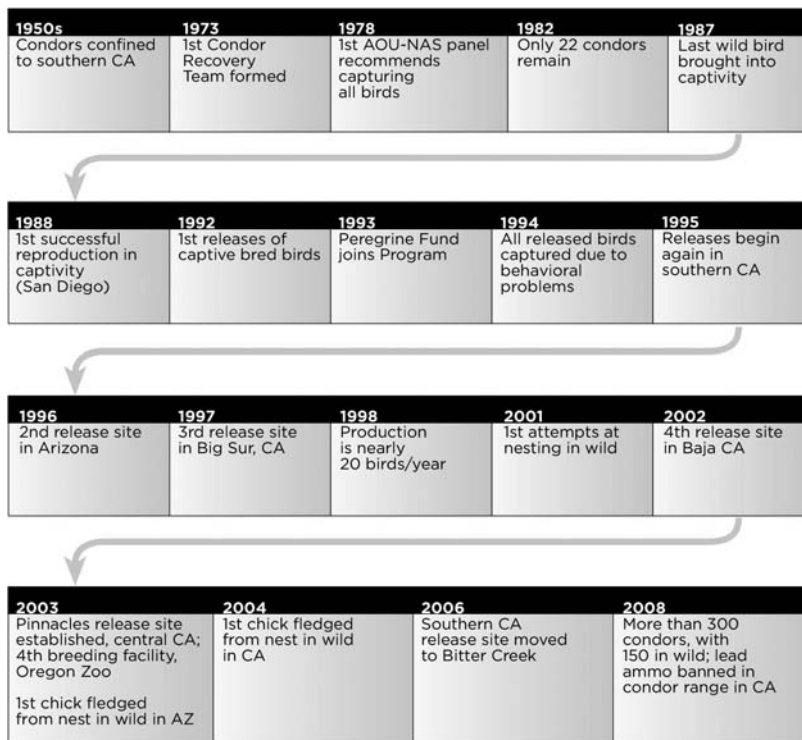 1950s
Condors confined
to southern CA
1973
1st Condor
Recovery
Team formed
1978
1st AOU-NAS panel
recommends
capturing
all birds
1982
Only 22 condors
remain
1987
Last wild bird
brought into
captivity
1988
1st successful
reproduction in
captivity
(San Diego)
1992
1st releases of
captive bred birds
1993
Peregrine Fund
joins Program
1994
All released birds
captured due to
behavioral
problems
1995
Releases begin
again in
southern CA
1996
2nd release site
in Arizona
1997
3rd release site
in Big Sur, CA
1998
Production
is nearly
20 birds/year
2001
1st attempts at
nesting in wild
2002
4th release site
in Baja CA
2003
Pinnacles release site
established, central CA;
4th breeding facility,
Oregon Zoo
1st chick fledged
from nest in wild in AZ
2004
1st chick fledged
from nest in wild
in CA
2006
Southern CA
release site moved
to Bitter Creek
2008
More than 300
condors, with
150 in wild; lead
ammo banned in
condor range in CA